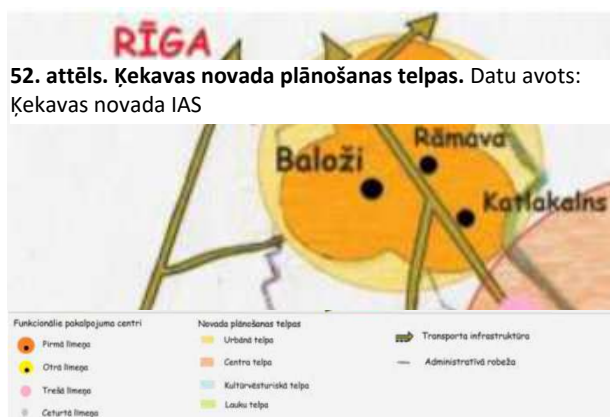 RĪGA
52. attēls. Ķekavas novada plānošanas telpas. Datu avots:
Ķekavas novada IAS
Rāmava
Baloži
Katlakalns
Funkcionālie pakalpojuma centri
Pirmā līmeņa
Otrā līmeņa
Trešā līmeņa
Ceturtā līmeņa
Novada plānošanas telpas
Urbānā telpa
Centra telpa
Kultūrvēsturiskā telpa
Lauku telpa
Transporta infrastruktūra
Administratīvā robeža